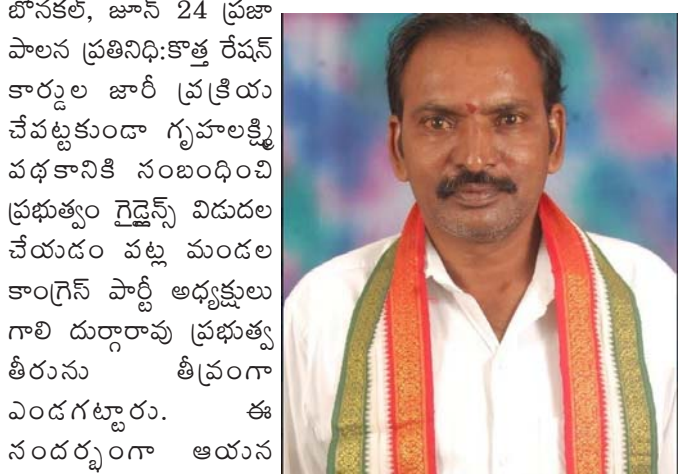 బోనకల్, జూన్ 24 ప్రజా
పాలన ప్రతినిధి:కొత్త రేషన్
కార్డుల జారీ ప్రక్రియ
చేపట్టకుండా గృహలక్ష్మి
పథకానికి సంబంధించి
ప్రభుత్వం గైడ్లైన్స్ విడుదల
చేయడం పట్ల మండల
కాంగ్రెస్ పార్టీ అధ్యక్షులు
గాలి దుర్గారావు ప్రభుత్వ
తీరును తీవ్రంగా
ఎండగట్టారు. ఈ
సందర్భంగా ఆయన